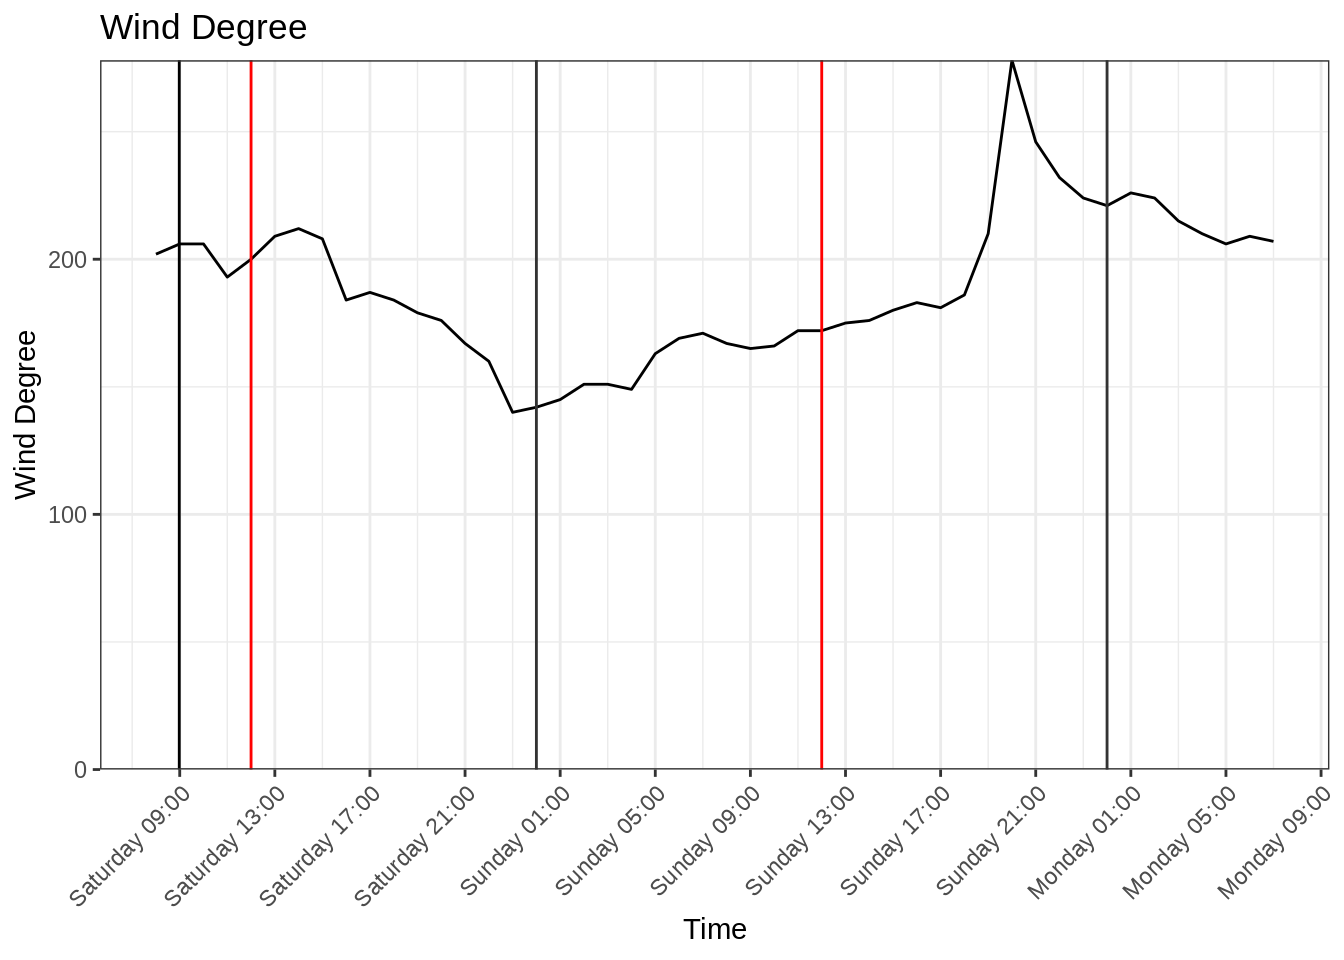 Wind Degree
Wind Degree
200
100
0
Saturday 09:00
Saturday 13:00
Saturday 17:00
Saturday 21:00
Sunday 01:00
Sunday 05:00
Sunday 09:00
Sunday 13:00
Sunday 17:00
Sunday 21:00
Monday 01:00
Monday 05:00
Monday 09:00
Time